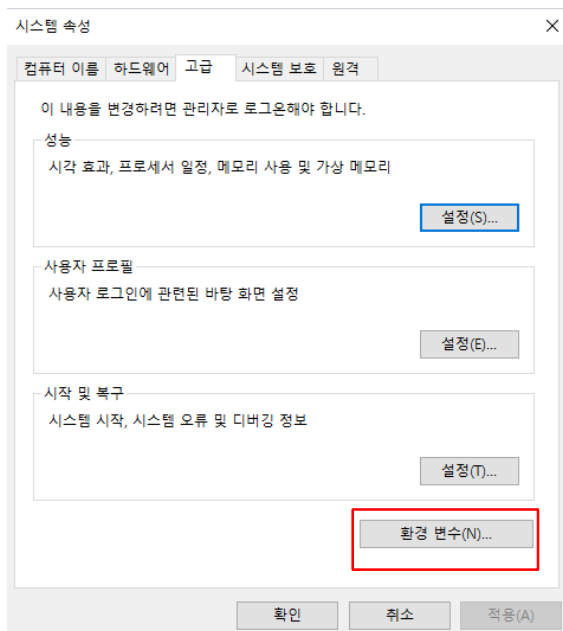 시스템 속성
컴퓨터 이름 하드웨어 고급 시스템 보호 원격
이 내용을 변경하려면 관리자로 로그온해야 합니다.
성능
시각 효과, 프로세서 일정, 메모리 사용 및 가상 메모리
설정(S)...
사용자 프로필
사용자 로그인에 관련된 바탕 화면 설정
설정(E)...
시작 및 복구
시스템 시작, 시스템 오류 및 디버깅 정보
설정(T)...
환경 변수(N)...
확인 취소 적용(A)